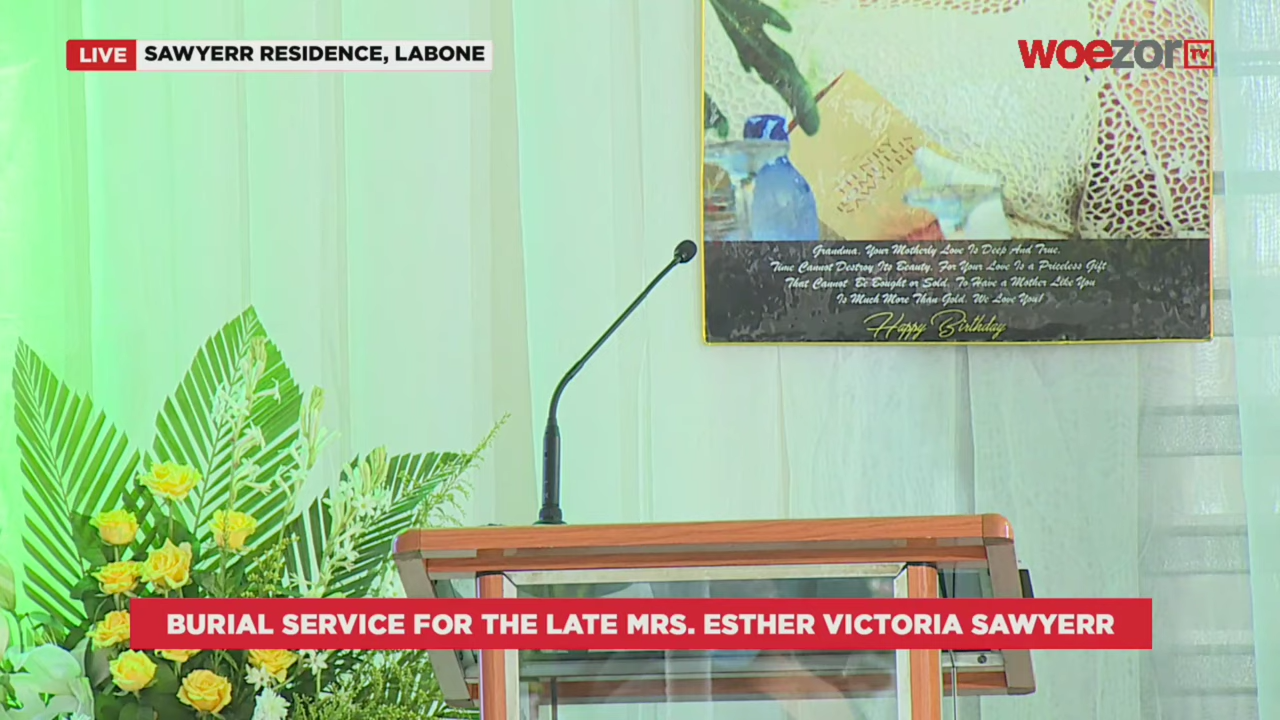 LIVE SAWYERR RESIDENCE, LABONE
WOEZOR TV
HENRY
SAWYERR
Grandma, Your Motherly Love Is Deep And True.
Time Cannot Destroy Its Beauty. For Your Love Is a Priceless Gift
That Cannot Be Bought or Sold. To Have a Mother Like You
Is Much More Than Gold. We Love You!
Happy Birthday
BURIAL SERVICE FOR THE LATE MRS. ESTHER VICTORIA SAWYERR